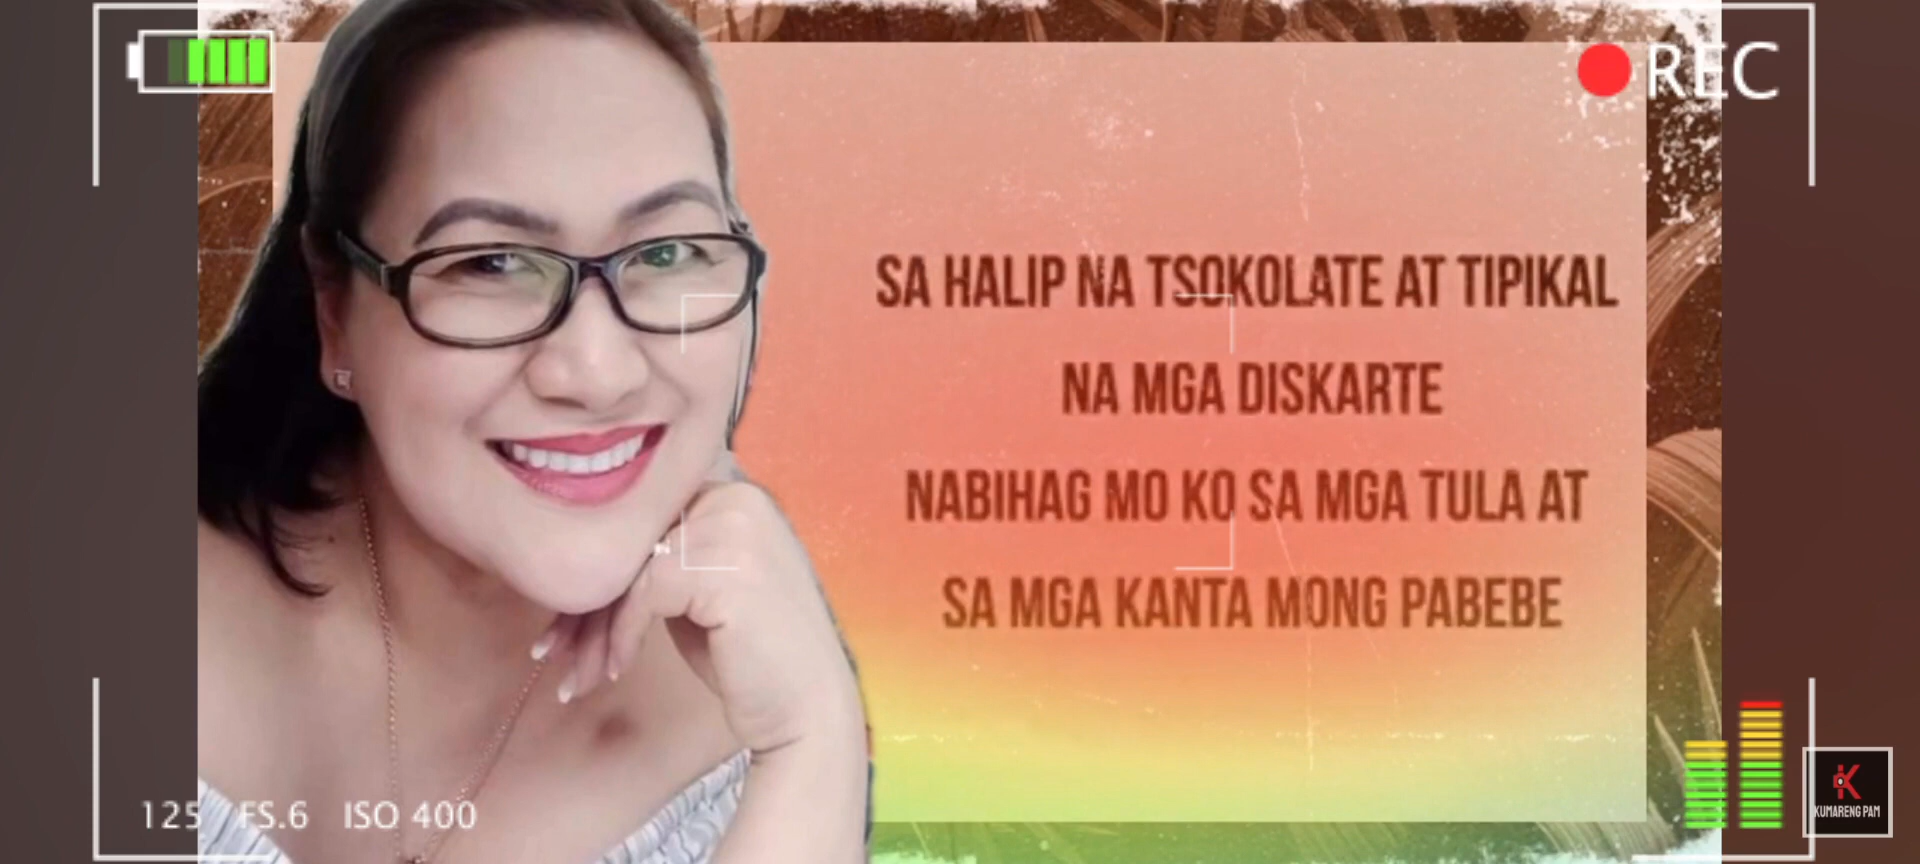 REC
SA HALIP NA TSOKOLATE AT TIPIKAL
NA MGA DISKARTE
NABIHAG MO KO SA MGA TULA AT
SA MGA KANTA MONG PABEBE
125 FS.6 ISO 400
K
KUMARENG PAM